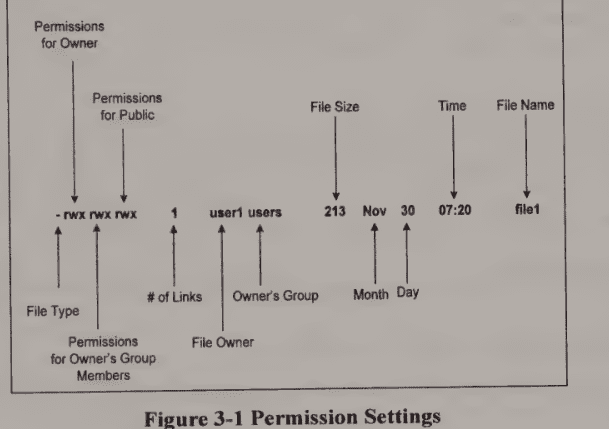 Permissions
for Owner
Permissions
for Public
File Size
Time
File Name
- rwx rwx rwx 1 user1 users 213 Nov 30 07:20 file1
File Type
Permissions
for Owner's Group
Members
# of Links
File Owner
Owner's Group
Month
Day
Figure 3-1 Permission Settings